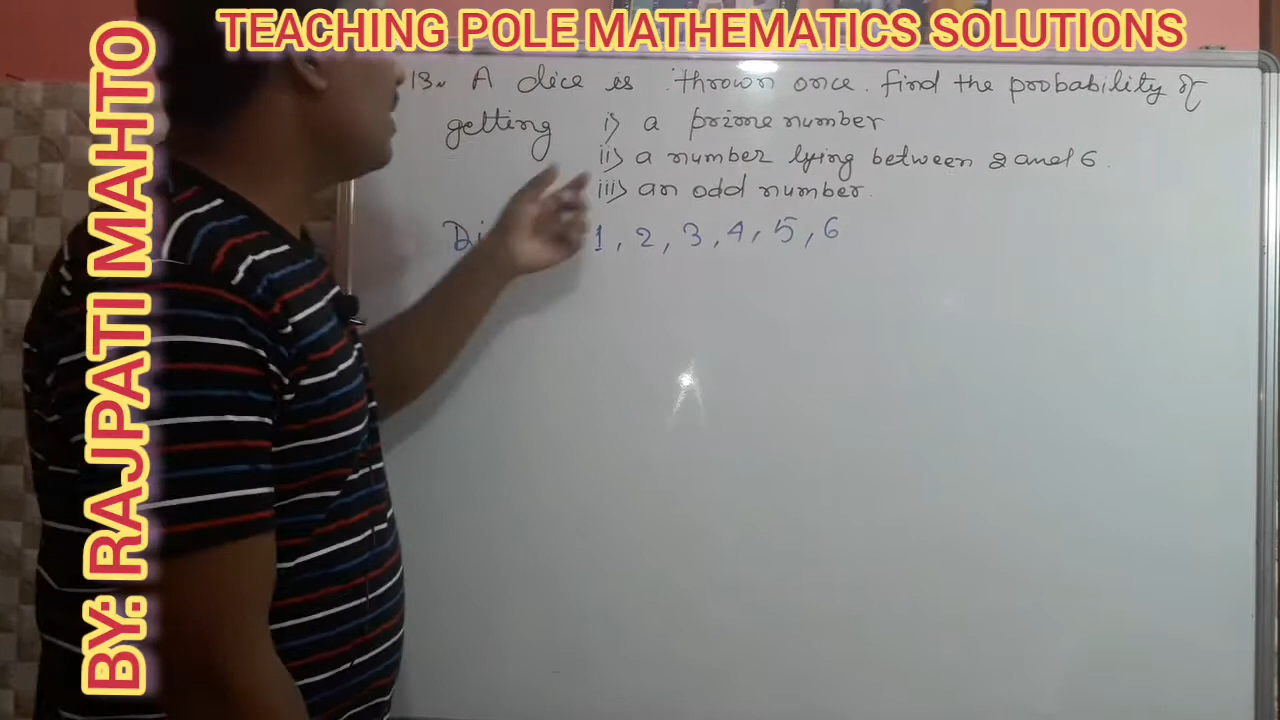 TEACHING POLE MATHEMATICS SOLUTIONS
BY: RAJPATI MAHTO
13. A dice is thrown once. find the probability of
getting i) a prime number
ii) a number lying between 2 and 6.
iii) an odd number.
1, 2, 3, 4, 5, 6